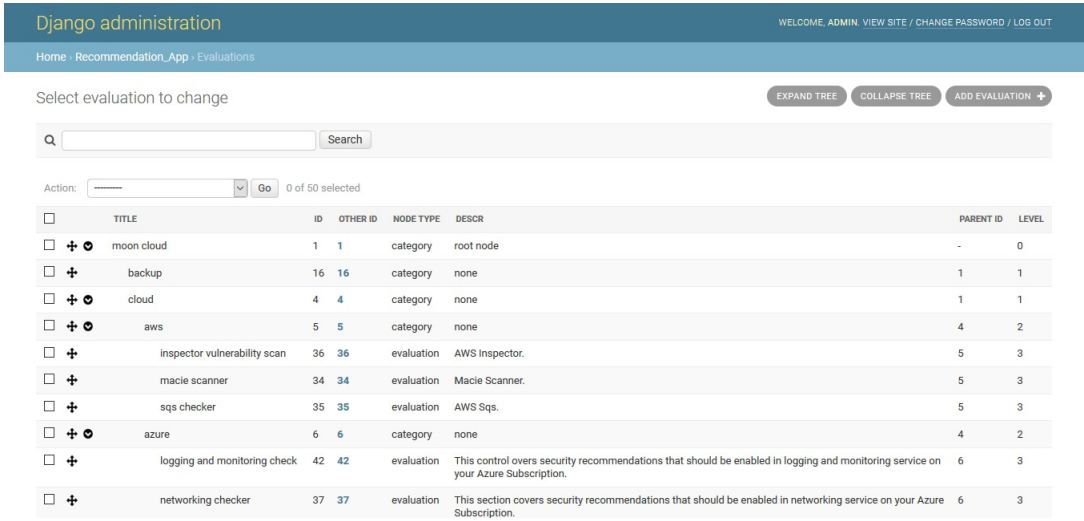 Django administration
WELCOME, ADMIN. VIEW SITE / CHANGE PASSWORD / LOG OUT
Home › Recommendation_App › Evaluations
Select evaluation to change
EXPAND TREE COLLAPSE TREE ADD EVALUATION +
Search
Action: --------- Go 0 of 50 selected
TITLE ID OTHER ID NODE TYPE DESCR PARENT ID LEVEL
moon cloud 1 1 category root node - 0
backup 16 16 category none 1 1
cloud 4 4 category none 1 1
aws 5 5 category none 4 2
inspector vulnerability scan 36 36 evaluation AWS Inspector. 5 3
macie scanner 34 34 evaluation Macie Scanner. 5 3
sqs checker 35 35 evaluation AWS Sqs. 5 3
azure 6 6 category none 4 2
logging and monitoring check 42 42 evaluation This control overs security recommendations that should be enabled in logging and monitoring service on 6 3
your Azure Subscription.
networking checker 37 37 evaluation This section covers security recommendations that should be enabled in networking service on your Azure 6 3
Subscription.